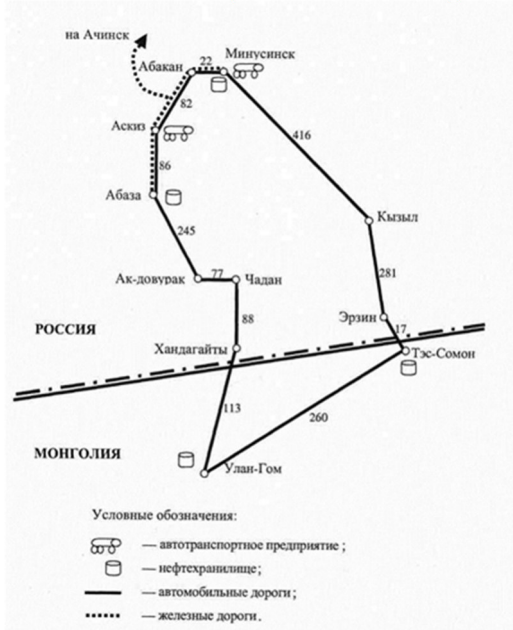 на Ачинск
Абакан
22
Минусинск
82
Аскиз
416
86
Абаза
Кызыл
245
Ак-довурак
77
Чадан
281
88
Эрзин
РОССИЯ
17
Хандагайты
Тэс-Сомон
113
260
МОНГОЛИЯ
Улан-Гом
Условные обозначения:
— автотранспортное предприятие ;
— нефтехранилище ;
— автомобильные дороги ;
— железные дороги .